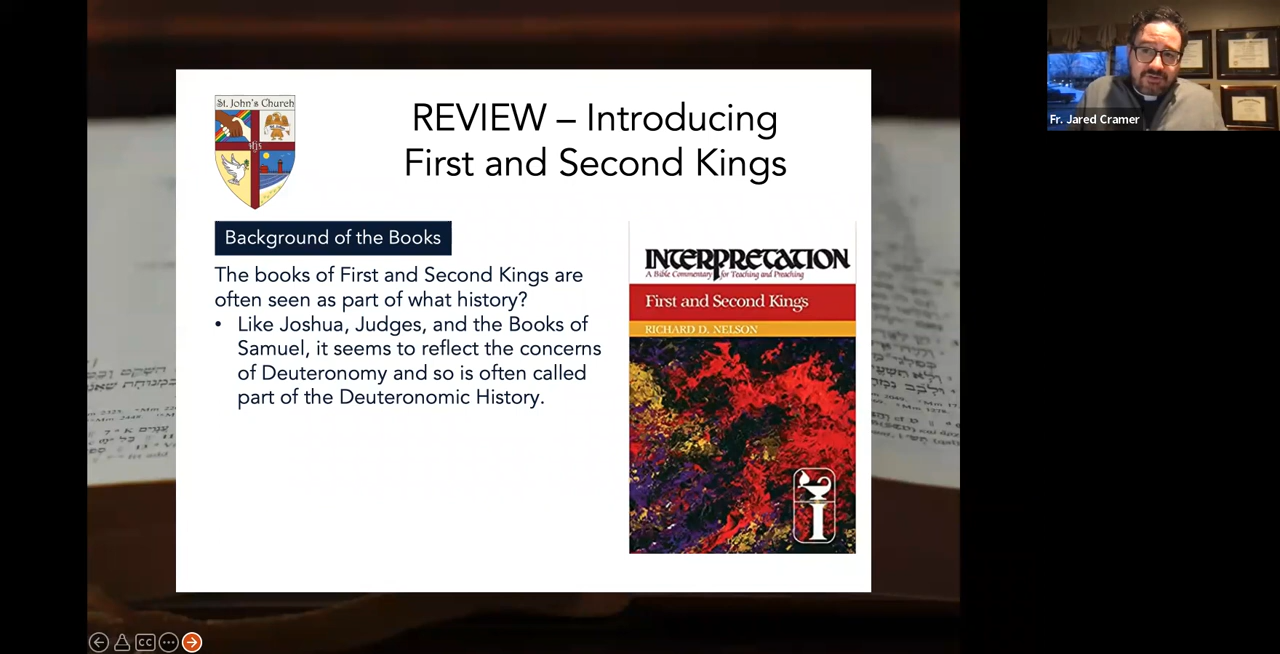 St. John's Church
REVIEW – Introducing
First and Second Kings
Background of the Books
The books of First and Second Kings are
often seen as part of what history?
• Like Joshua, Judges, and the Books of
Samuel, it seems to reflect the concerns
of Deuteronomy and so is often called
part of the Deuteronomic History.
INTERPRETATION
A Bible Commentary for Teaching and Preaching
First and Second Kings
RICHARD D. NELSON
Fr. Jared Cramer
CC